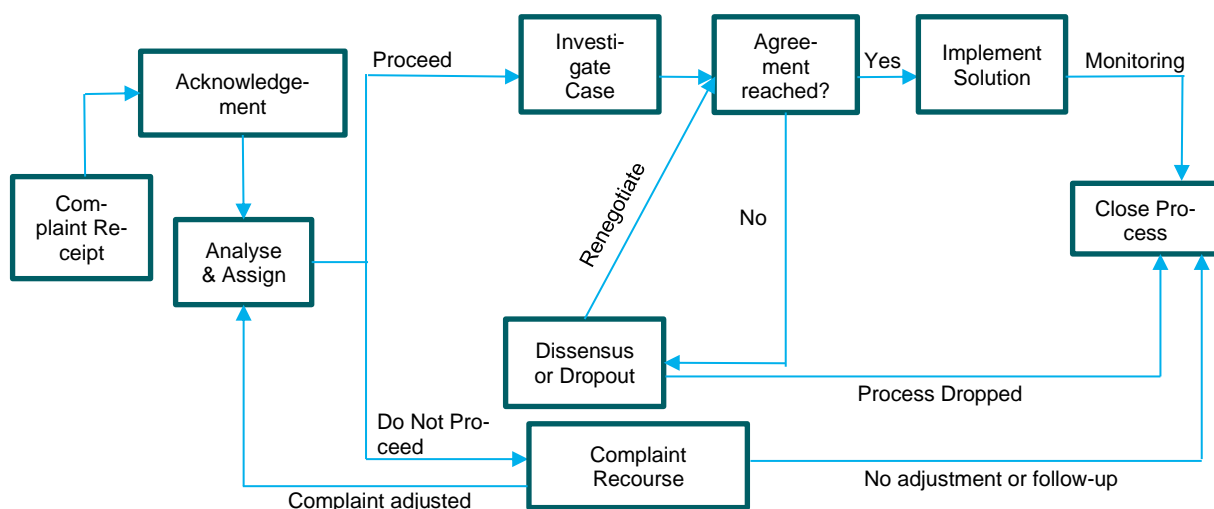 Acknowledge-
ment
Com-
plaint Re-
ceipt
Analyse
& Assign
Proceed
Investi-
gate
Case
Agree-
ment
reached?
Yes
Implement
Solution
Monitoring
Close Pro-
cess
Renegotiate
No
Dissensus
or Dropout
Process Dropped
Do Not Pro-
ceed
Complaint
Recourse
Complaint adjusted
No adjustment or follow-up